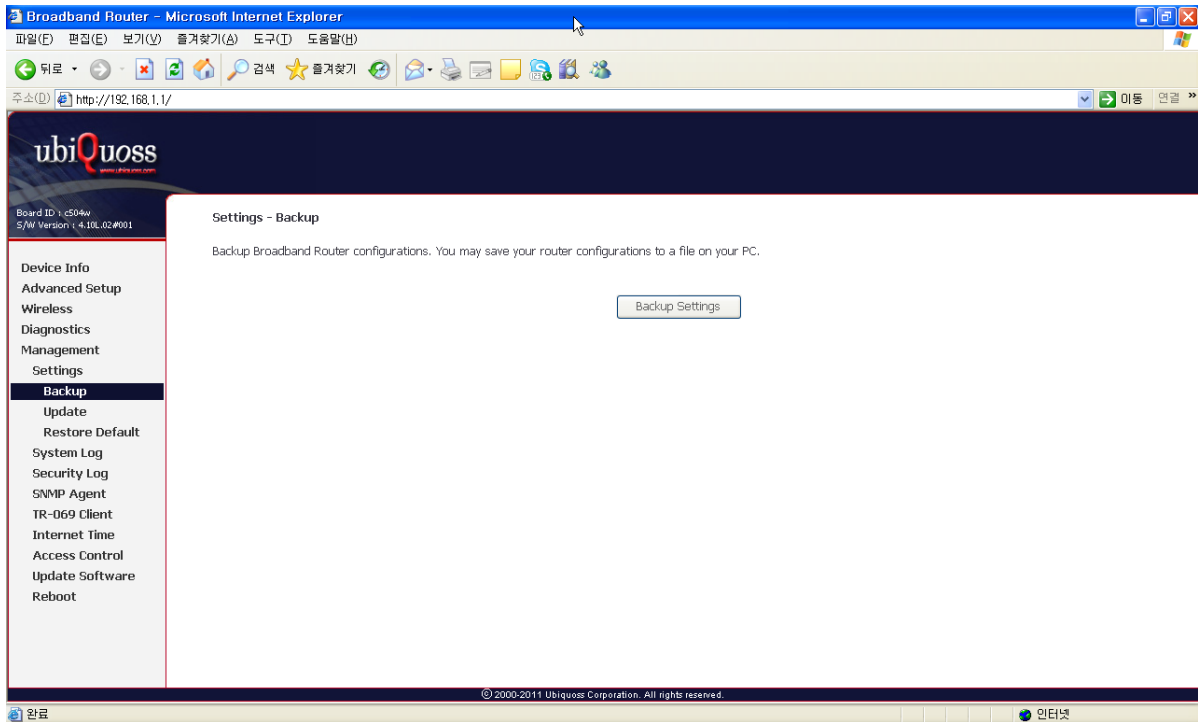 Broadband Router - Microsoft Internet Explorer
파일(F) 편집(E) 보기(V) 즐겨찾기(A) 도구(T) 도움말(H)
뒤로 검색 즐겨찾기
주소(D) http://192.168.1.1/ 이동 연결 »
ubiQuoss
www.ubiquoss.com
Board ID : c504w
S/W Version : 4.10L.02#001
Device Info
Advanced Setup
Wireless
Diagnostics
Management
Settings
Backup
Update
Restore Default
System Log
Security Log
SNMP Agent
TR-069 Client
Internet Time
Access Control
Update Software
Reboot
Settings - Backup
Backup Broadband Router configurations. You may save your router configurations to a file on your PC.
Backup Settings
© 2000-2011 Ubiquoss Corporation. All rights reserved.
완료 인터넷